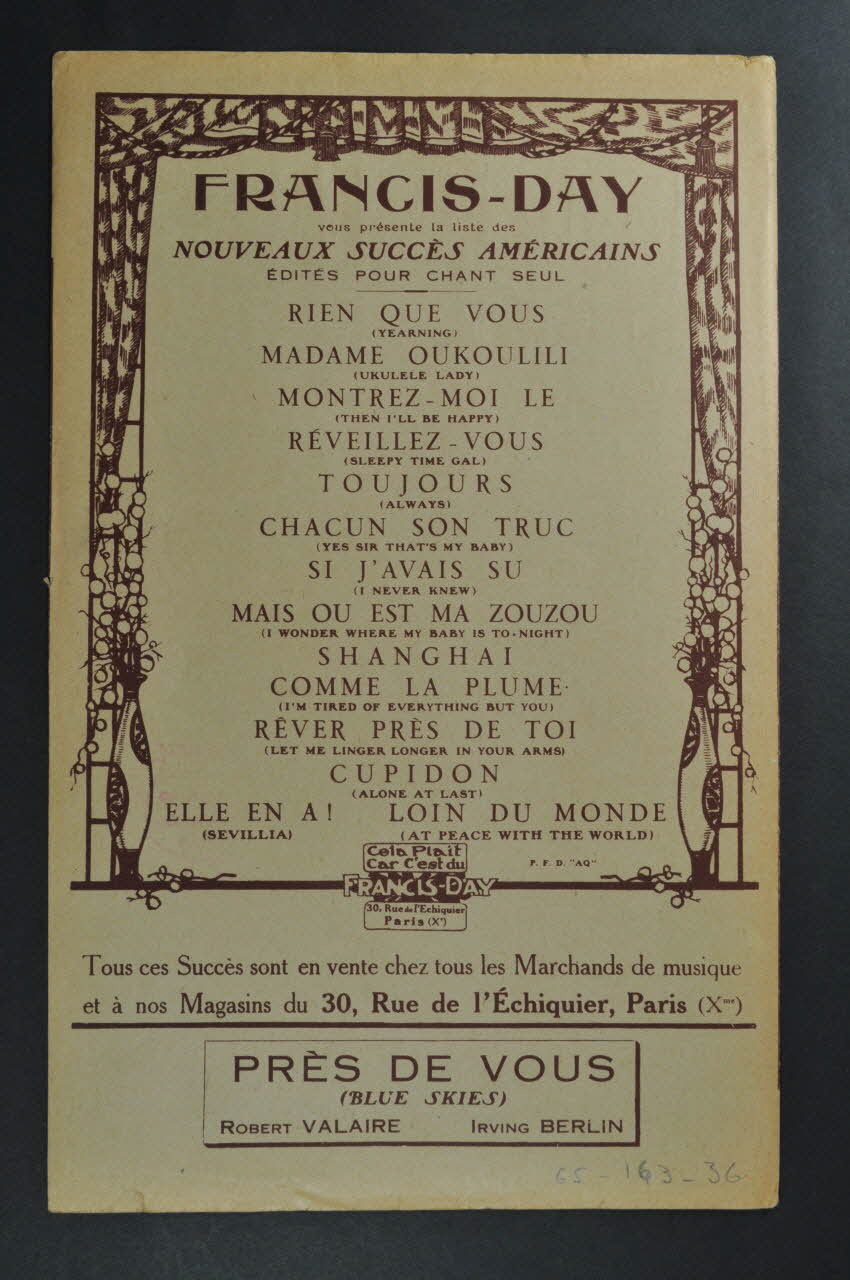 FRANCIS-DAY
vous présente la liste des
NOUVEAUX SUCCÈS AMÉRICAINS
ÉDITÉS POUR CHANT SEUL
RIEN QUE VOUS
(YEARNING)
MADAME OUKOULILI
(UKULELE LADY)
MONTREZ-MOI LE
(THEN I'LL BE HAPPY)
RÉVEILLEZ-VOUS
(SLEEPY TIME GAL)
TOUJOURS
(ALWAYS)
CHACUN SON TRUC
(YES SIR THAT'S MY BABY)
SI J'AVAIS SU
(I NEVER KNEW)
MAIS OU EST MA ZOUZOU
(I WONDER WHERE MY BABY IS TO-NIGHT)
SHANGHAI
COMME LA PLUME
(I'M TIRED OF EVERYTHING BUT YOU)
RÊVER PRÈS DE TOI
(LET ME LINGER LONGER IN YOUR ARMS)
CUPIDON
(ALONE AT LAST)
ELLE EN A! LOIN DU MONDE
(SEVILLIA) (AT PEACE WITH THE WORLD)
Cela Plait
Car C'est du
FRANCIS-DAY
30, Rue de l'Echiquier
Paris (Xe)
P. F. D. "AQ"
Tous ces Succès sont en vente chez tous les Marchands de musique
et à nos Magasins du 30, Rue de l'Échiquier, Paris (Xme)
PRÈS DE VOUS
(BLUE SKIES)
ROBERT VALAIRE IRVING BERLIN
65-163-36